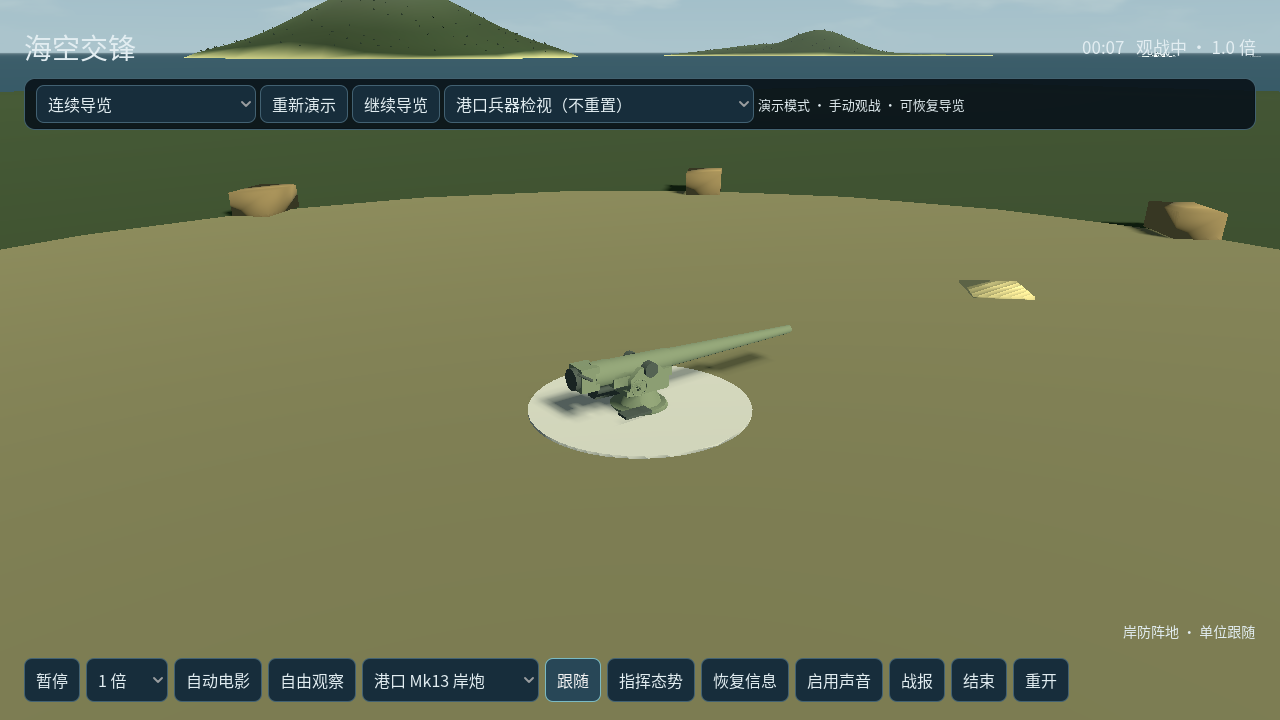 海空交锋
00:07 观战中 · 1.0 倍
连续导览 重新演示 继续导览 港口兵器检视（不重置） 演示模式 · 手动观战 · 可恢复导览
岸防阵地 · 单位跟随
暂停 1 倍 自动电影 自由观察 港口 Mk13 岸炮 跟随 指挥态势 恢复信息 启用声音 战报 结束 重开